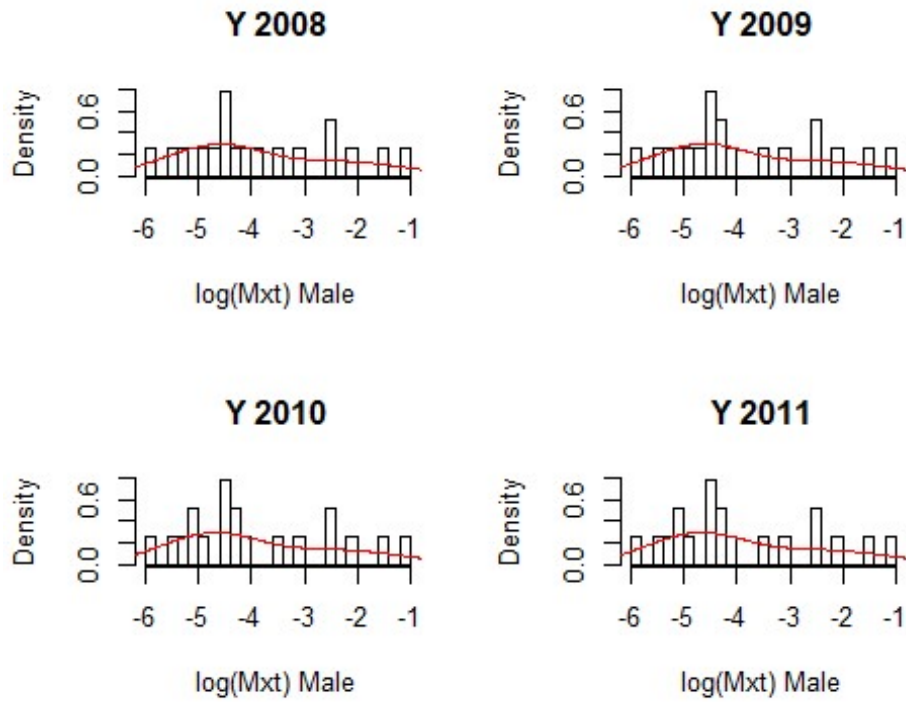 Y 2008
Density
0.0 0.6
-6 -5 -4 -3 -2 -1
log(Mxt) Male
Y 2009
Density
0.0 0.6
-6 -5 -4 -3 -2 -1
log(Mxt) Male
Y 2010
Density
0.0 0.6
-6 -5 -4 -3 -2 -1
log(Mxt) Male
Y 2011
Density
0.0 0.6
-6 -5 -4 -3 -2 -1
log(Mxt) Male